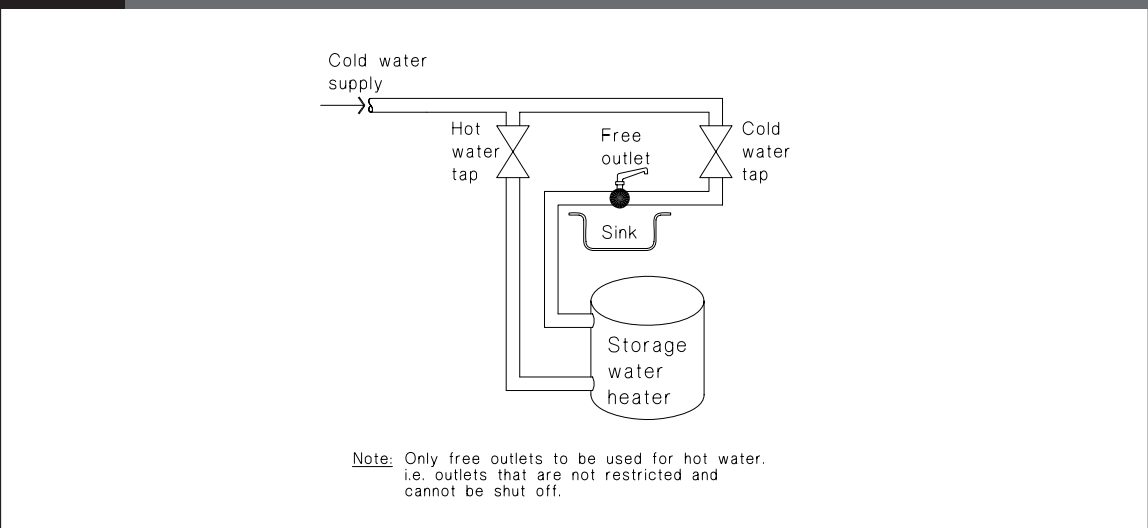 Cold water
supply
Hot
water
tap
Free
outlet
Cold
water
tap
Sink
Storage
water
heater
Note: Only free outlets to be used for hot water.
i.e. outlets that are not restricted and
cannot be shut off.